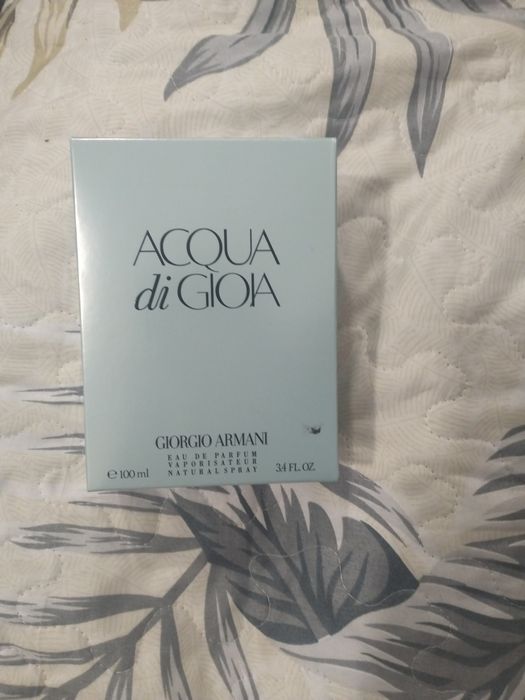 ACQUA
di GIOIA
GIORGIO ARMANI
EAU DE PARFUM
VAPORISATEUR
℮ 100 ml NATURAL SPRAY 3.4 FL. OZ.